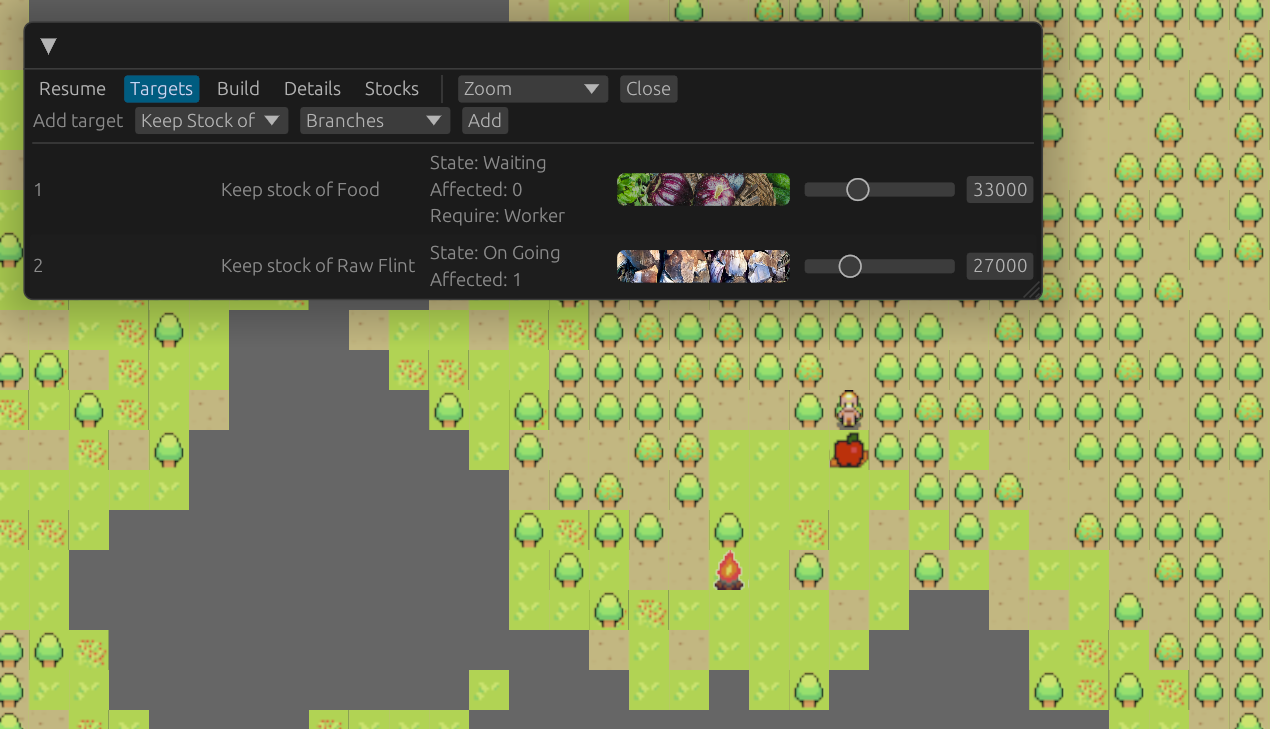 Resume Targets Build Details Stocks Zoom Close
Add target Keep Stock of Branches Add
1 Keep stock of Food State: Waiting 33000
Affected: 0
Require: Worker
2 Keep stock of Raw Flint State: On Going 27000
Affected: 1